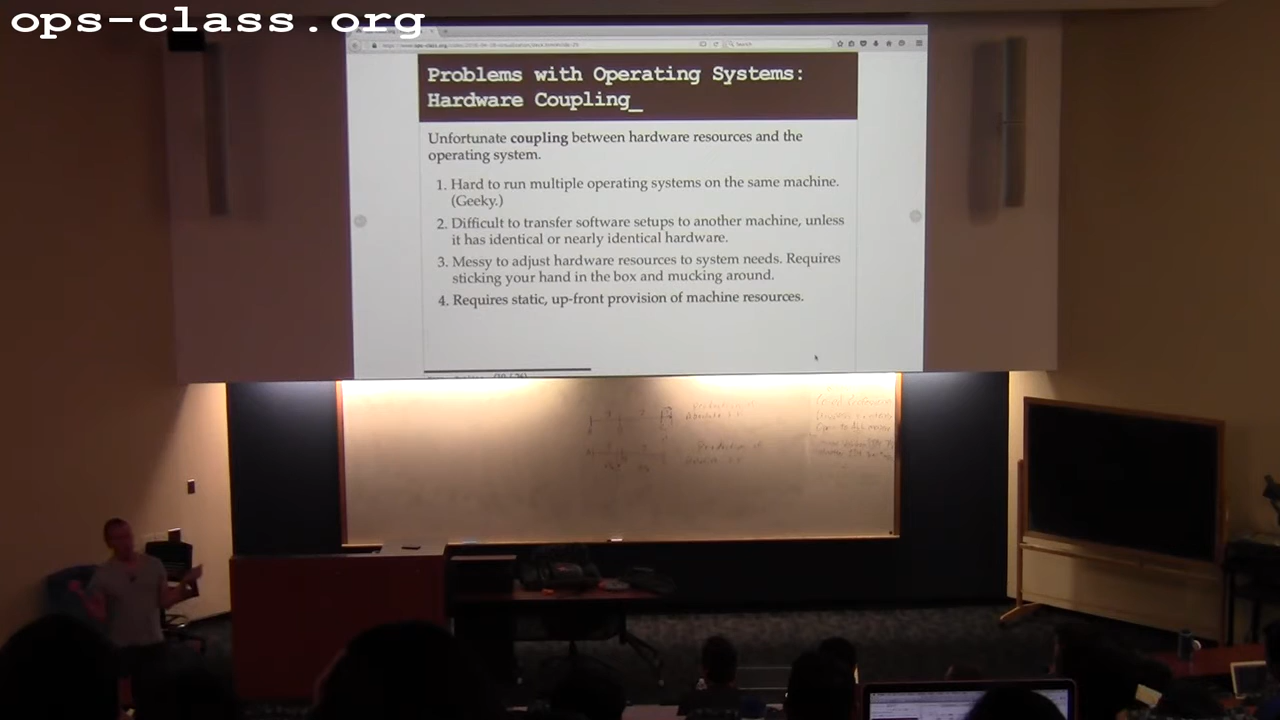 ops-class.org
Problems with Operating Systems:
Hardware Coupling_
Unfortunate coupling between hardware resources and the
operating system.
1. Hard to run multiple operating systems on the same machine.
(Geeky.)
2. Difficult to transfer software setups to another machine, unless
it has identical or nearly identical hardware.
3. Messy to adjust hardware resources to system needs. Requires
sticking your hand in the box and mucking around.
4. Requires static, up-front provision of machine resources.